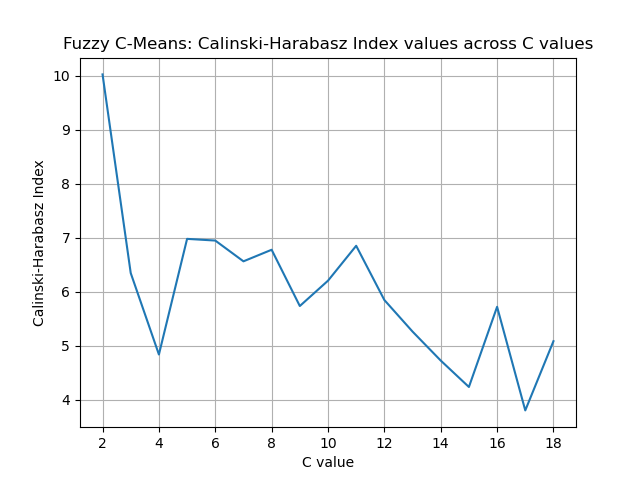 Fuzzy C-Means: Calinski-Harabasz Index values across C values
10
9
8
7
6
5
4
Calinski-Harabasz Index
2 4 6 8 10 12 14 16 18
C value